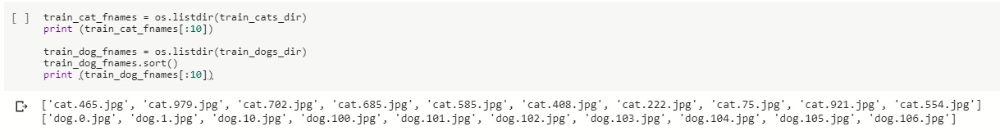 [ ] train_cat_fnames = os.listdir(train_cats_dir)
print (train_cat_fnames[:10])
train_dog_fnames = os.listdir(train_dogs_dir)
train_dog_fnames.sort()
print (train_dog_fnames[:10])
['cat.465.jpg', 'cat.979.jpg', 'cat.702.jpg', 'cat.685.jpg', 'cat.585.jpg', 'cat.408.jpg', 'cat.222.jpg', 'cat.75.jpg', 'cat.921.jpg', 'cat.554.jpg']
['dog.0.jpg', 'dog.1.jpg', 'dog.10.jpg', 'dog.100.jpg', 'dog.101.jpg', 'dog.102.jpg', 'dog.103.jpg', 'dog.104.jpg', 'dog.105.jpg', 'dog.106.jpg']